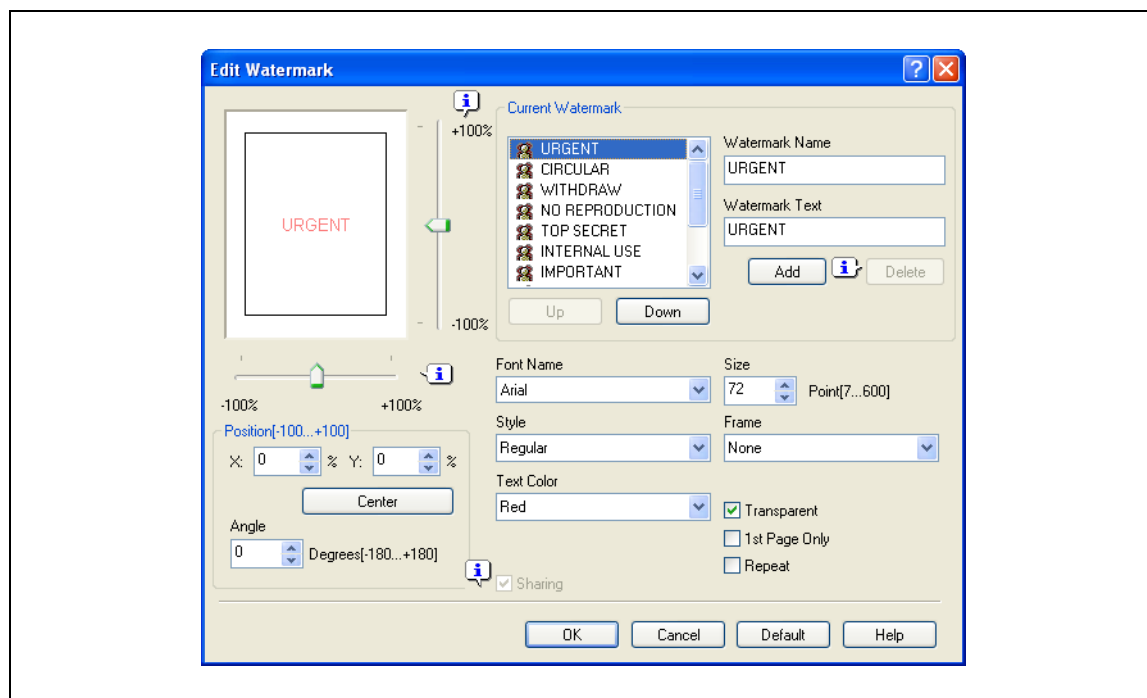 Edit Watermark
+100%
-100%
URGENT
-100%
+100%
Position[-100...+100]
X: 0 % Y: 0 %
Center
Angle
0 Degrees[-180...+180]
Current Watermark
URGENT
CIRCULAR
WITHDRAW
NO REPRODUCTION
TOP SECRET
INTERNAL USE
IMPORTANT
Up Down
Watermark Name
URGENT
Watermark Text
URGENT
Add Delete
Font Name
Arial
Size
72 Point[7...600]
Style
Regular
Frame
None
Text Color
Red
Transparent
1st Page Only
Repeat
Sharing
OK Cancel Default Help